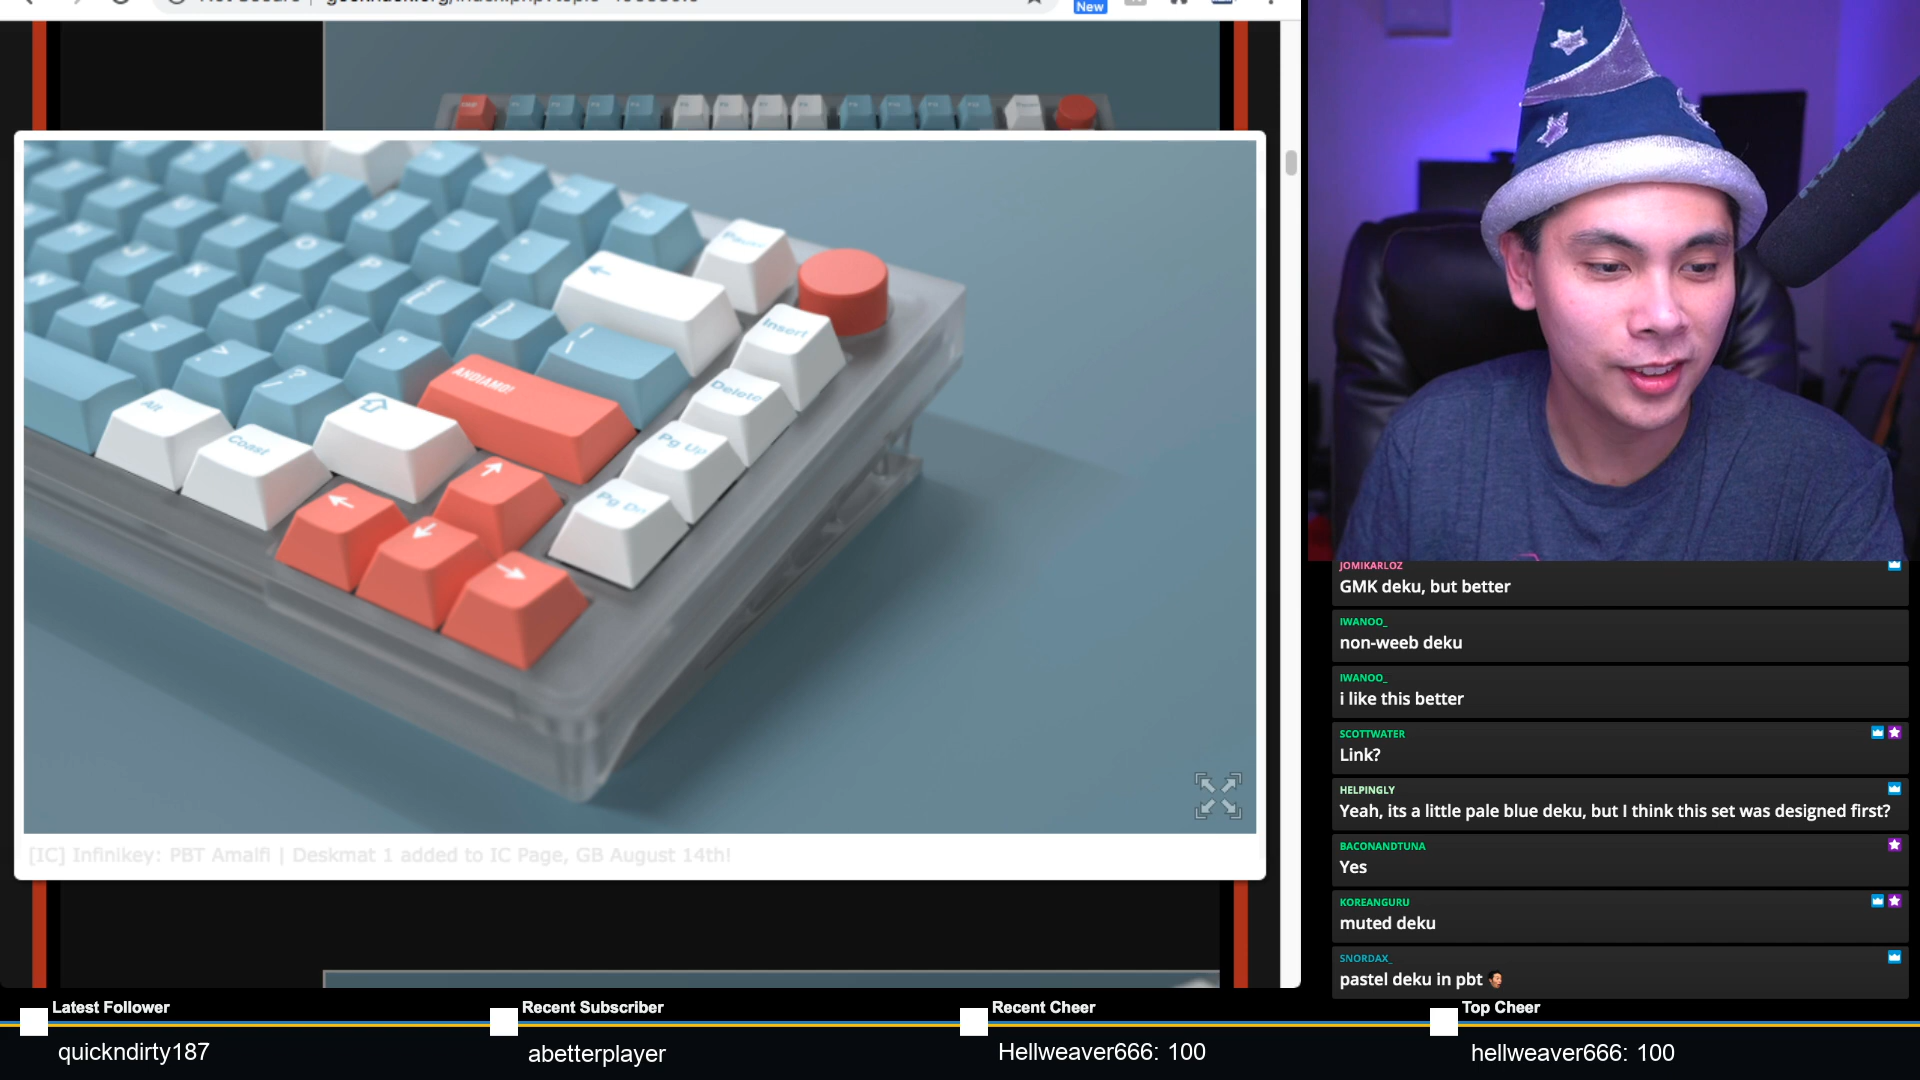 New
Pause
Insert
Delete
Pg Up
Pg Dn
ANDIAMO!
Alt
Coast
P
O
L
K
J
M
N
[IC] Infinikey: PBT Amalfi | Deskmat 1 added to IC Page, GB August 14th!
JOMIKARLOZ
GMK deku, but better
IWANOO_
non-weeb deku
IWANOO_
i like this better
SCOTTWATER
Link?
HELPINGLY
Yeah, its a little pale blue deku, but I think this set was designed first?
BACONANDTUNA
Yes
KOREANGURU
muted deku
SNORDAX_
pastel deku in pbt
Latest Follower
quickndirty187
Recent Subscriber
abetterplayer
Recent Cheer
Hellweaver666: 100
Top Cheer
hellweaver666: 100